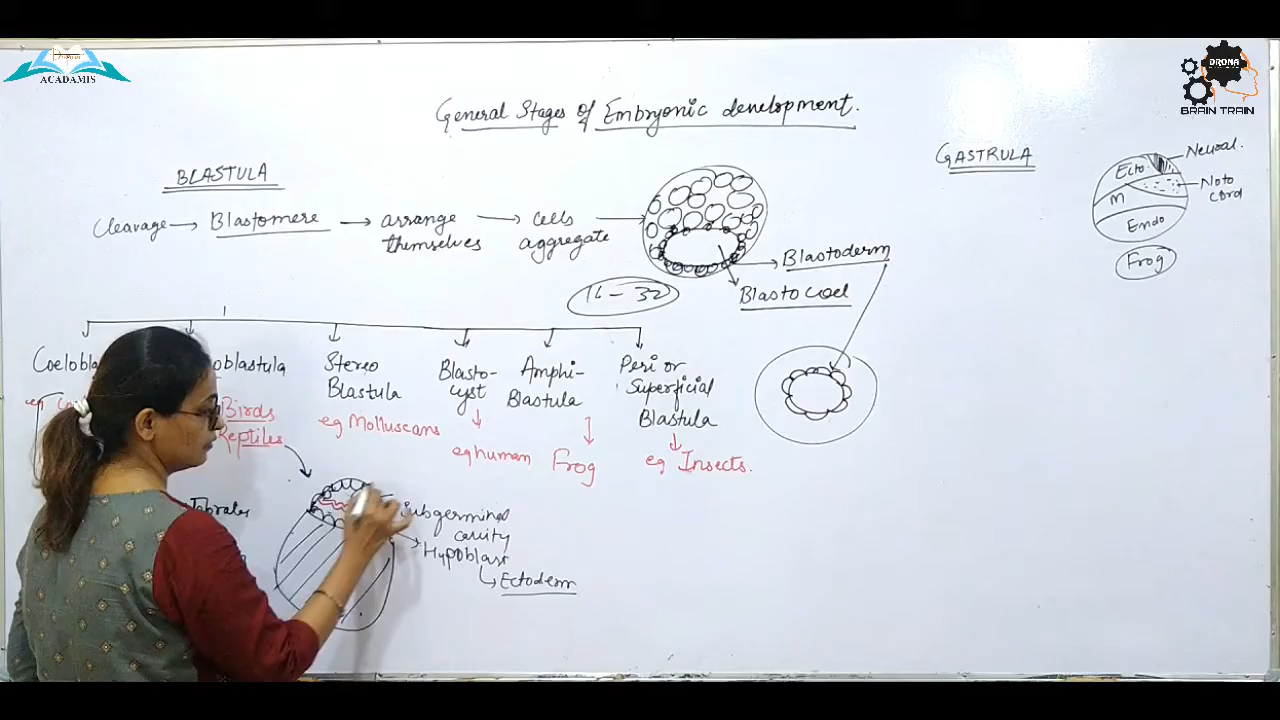 ACADAMIS
DRONA
BRAIN TRAIN
General Stages of Embryonic development.
BLASTULA
Cleavage → Blastomere → arrange themselves → cells aggregate →
Blastoderm
Blastocoel
16 - 32
GASTRULA
Ecto
M
Endo
Neural.
Noto
Cord
Frog
Coelobla
oblastula
Stereo
Blastula
Blasto-
cyst
Amphi-
Blastula
Peri or
Superficial
Blastula
eg
Birds
Reptiles
eg Molluscans
eg human
Frog
eg Insects.
subgerminal
cavity
Hypoblast
Ectoderm